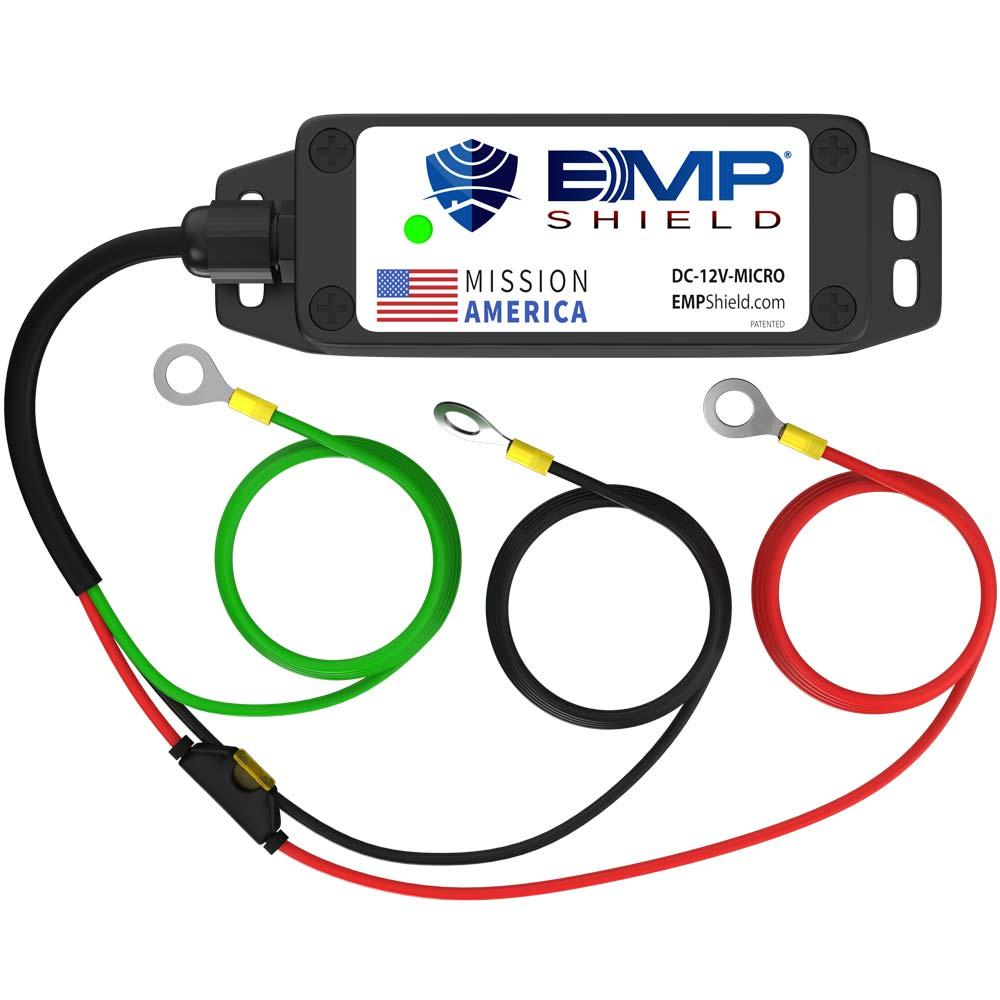 EMP®
SHIELD
MISSION
AMERICA
DC-12V-MICRO
EMPShield.com
PATENTED